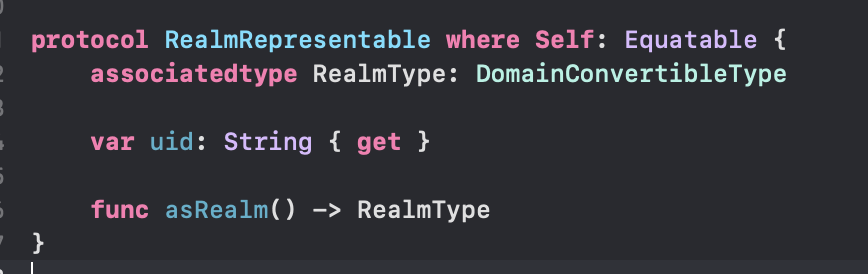 protocol RealmRepresentable where Self: Equatable {
    associatedtype RealmType: DomainConvertibleType
    var uid: String { get }
    func asRealm() -> RealmType
}